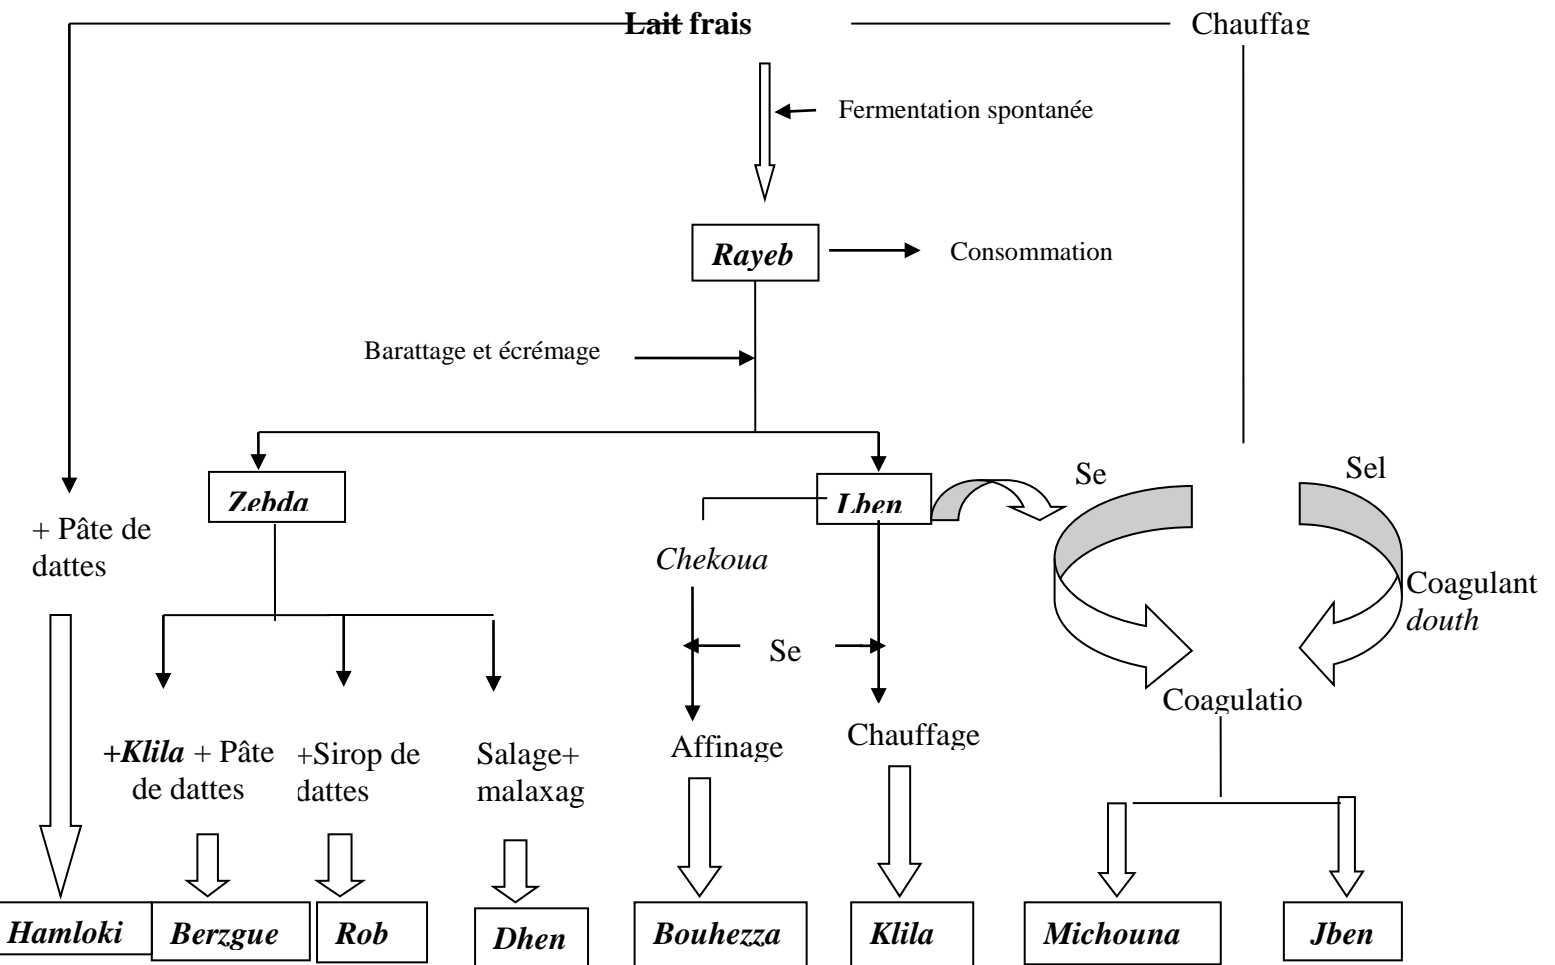 Lait frais
Chauffag
Fermentation spontanée
Rayeb
Consommation
Barattage et écrémage
Zebda
Lben
Se
Sel
+ Pâte de
dattes
Chekoua
Coagulant
douth
Se
Coagulatio
+Klila + Pâte
de dattes
+Sirop de
dattes
Salage+
malaxag
Affinage
Chauffage
Hamloki
Berzgue
Rob
Dhen
Bouhezza
Klila
Michouna
Jben